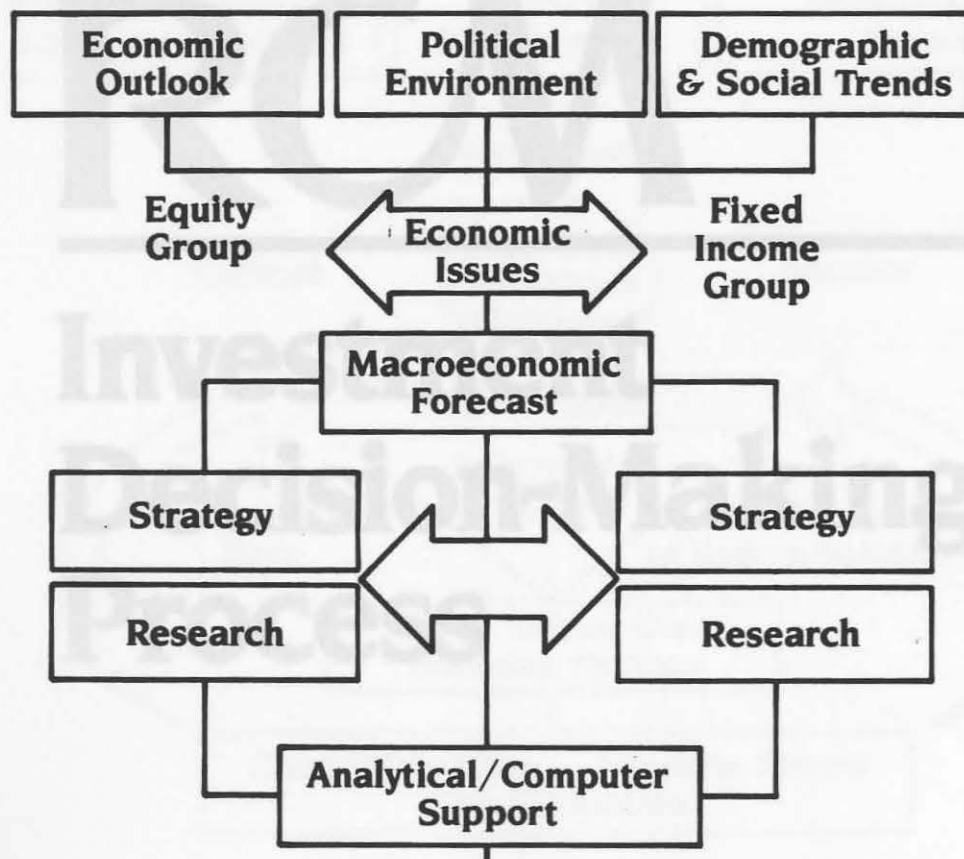 Economic
Outlook
Political
Environment
Demographic
& Social Trends
Equity
Group
Economic
Issues
Fixed
Income
Group
Macroeconomic
Forecast
Strategy
Strategy
Research
Research
Analytical/Computer
Support
RCM
Investment
Decision-Making
Process